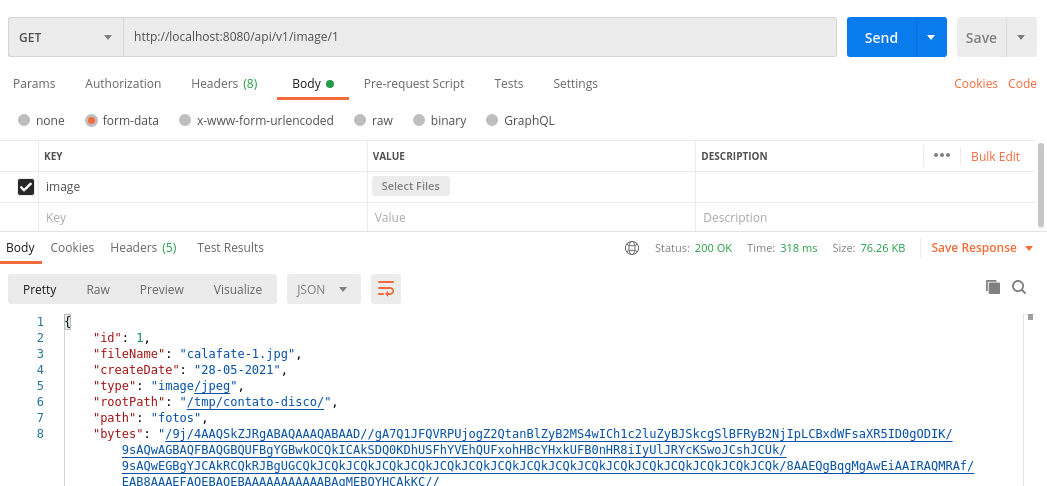 GET http://localhost:8080/api/v1/image/1 Send Save
Params Authorization Headers (8) Body Pre-request Script Tests Settings Cookies Code
none form-data x-www-form-urlencoded raw binary GraphQL
KEY VALUE DESCRIPTION ••• Bulk Edit
image Select Files
Key Value Description
Body Cookies Headers (5) Test Results Status: 200 OK Time: 318 ms Size: 76.26 KB Save Response
Pretty Raw Preview Visualize JSON
1 {
2 "id": 1,
3 "fileName": "calafate-1.jpg",
4 "createDate": "28-05-2021",
5 "type": "image/jpeg",
6 "rootPath": "/tmp/contato-disco/",
7 "path": "fotos",
8 "bytes": "/9j/4AAQSkZJRgABAQAAAQABAAD//gA7Q1JFQVRPUjogZ2QtanBlZyB2MS4wICh1c2luZyBJSkcgSlBFRyB2NjIpLCBxdWFsaXR5ID0gODIK/
9sAQwAGBAQFBAQGBQUFBgYGBwkOCQkICAkSDQ0KDhUSFhYVEhQUFxohHBcYHxkUFB0nHR8iIyUlJRYcKSwoJCshJCUk/
9sAQwEGBgYJCAkRCQkRJBgUGCQkJCQkJCQkJCQkJCQkJCQkJCQkJCQkJCQkJCQkJCQkJCQkJCQkJCQkJCQkJCQkJCQk/8AAEQgBqgMgAwEiAAIRAQMRAf/
EAB8AAAEFAQEBAQEBAAAAAAAAAAABAgMEBQYHCAkKC//